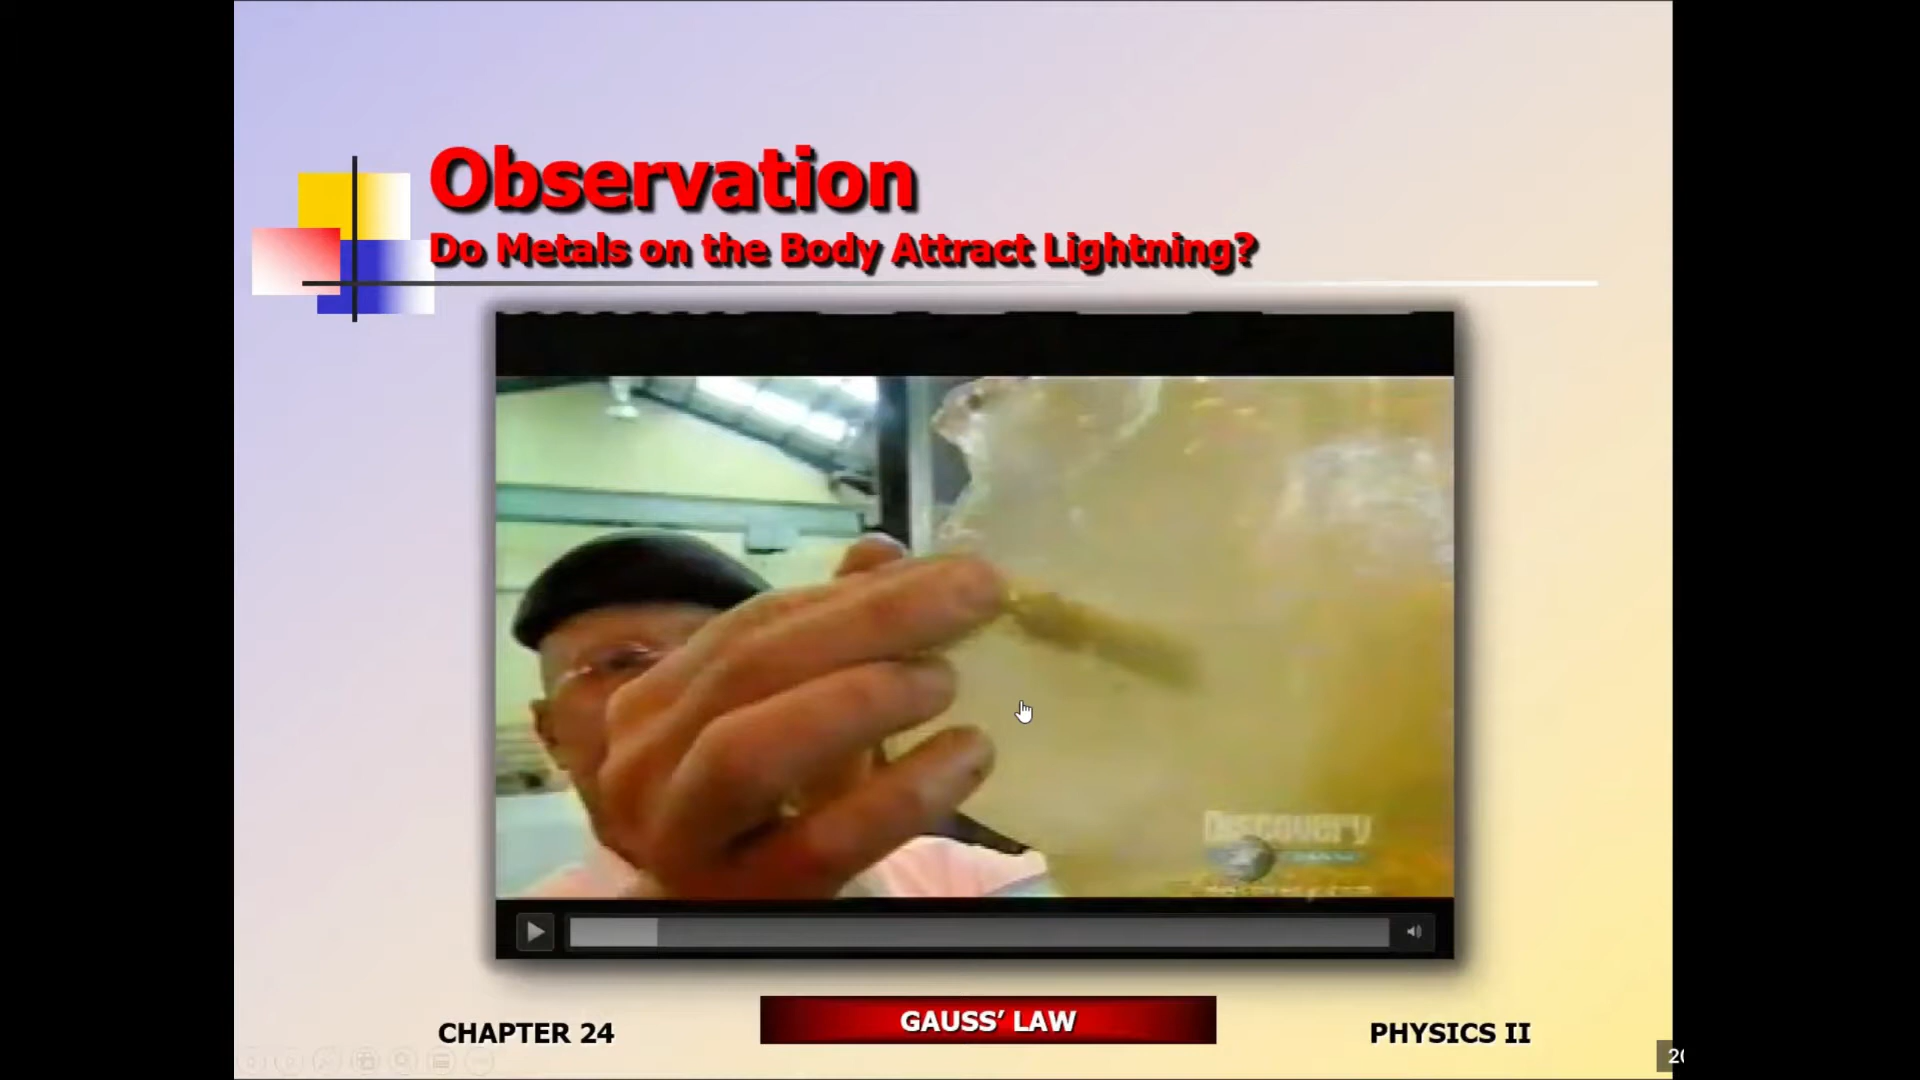 Observation
Do Metals on the Body Attract Lightning?
Discovery
CHAPTER 24
GAUSS’ LAW
PHYSICS II